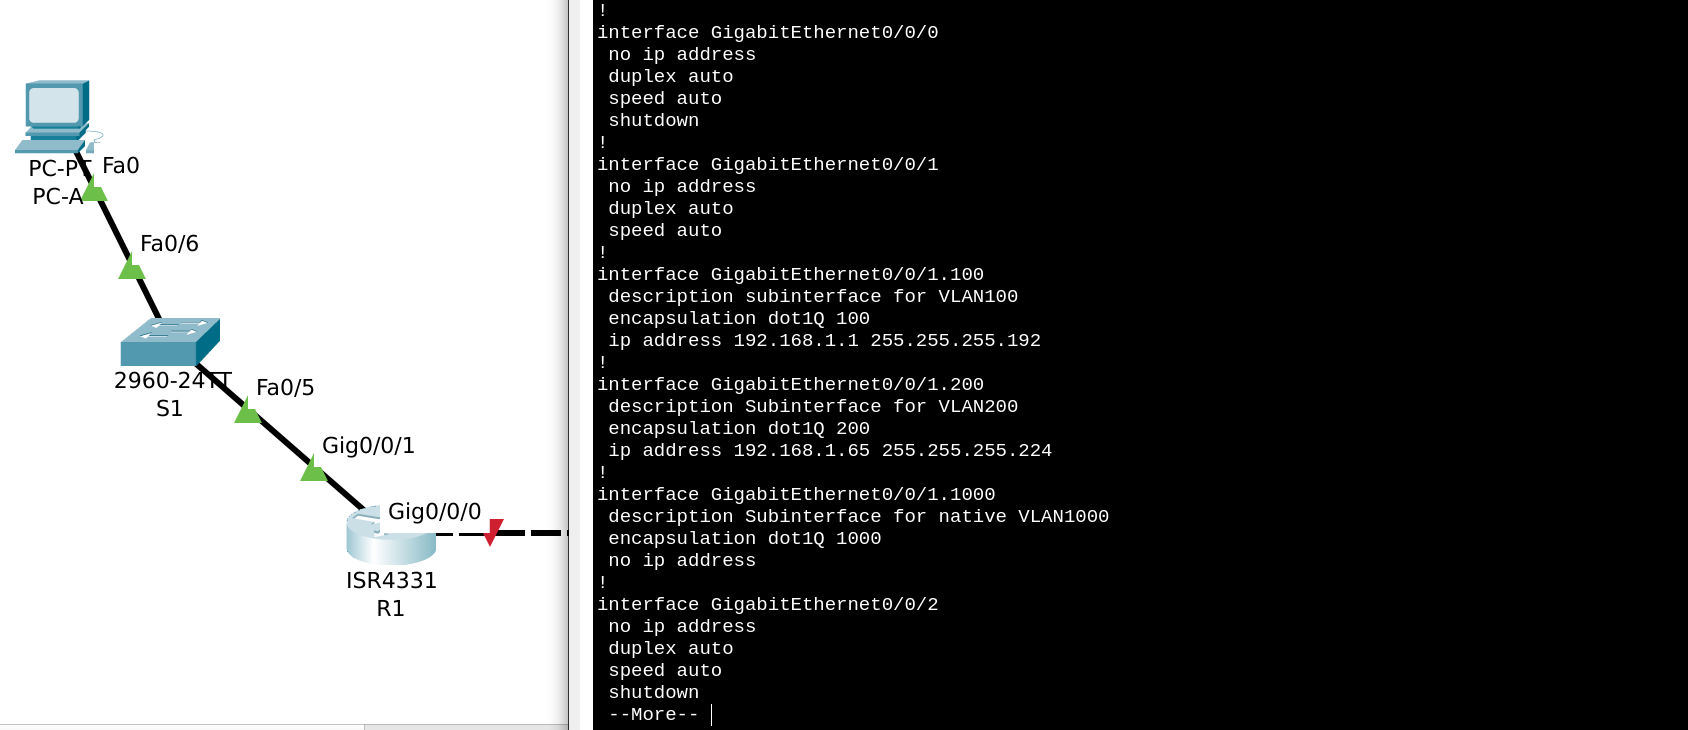 PC-PT
PC-A
Fa0
Fa0/6
2960-24TT
S1
Fa0/5
Gig0/0/1
Gig0/0/0
ISR4331
R1
!
interface GigabitEthernet0/0/0
no ip address
duplex auto
speed auto
shutdown
!
interface GigabitEthernet0/0/1
no ip address
duplex auto
speed auto
!
interface GigabitEthernet0/0/1.100
description subinterface for VLAN100
encapsulation dot1Q 100
ip address 192.168.1.1 255.255.255.192
!
interface GigabitEthernet0/0/1.200
description Subinterface for VLAN200
encapsulation dot1Q 200
ip address 192.168.1.65 255.255.255.224
!
interface GigabitEthernet0/0/1.1000
description Subinterface for native VLAN1000
encapsulation dot1Q 1000
no ip address
!
interface GigabitEthernet0/0/2
no ip address
duplex auto
speed auto
shutdown
--More--